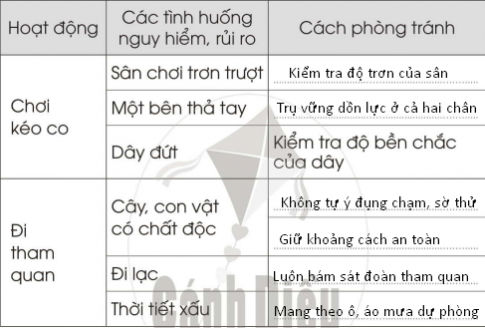 Hoạt động
Các tình huống
nguy hiểm, rủi ro
Cách phòng tránh
Chơi
kéo co
Sân chơi trơn trượt
Kiểm tra độ trơn của sân
Một bên thả tay
Trụ vững dồn lực ở cả hai chân
Dây đứt
Kiểm tra độ bền chắc
của dây
Đi
tham
quan
Cây, con vật
có chất độc
Không tự ý đụng chạm, sờ thử
Giữ khoảng cách an toàn
Đi lạc
Luôn bám sát đoàn tham quan
Thời tiết xấu
Mang theo ô, áo mưa dự phòng
Cánh Diều